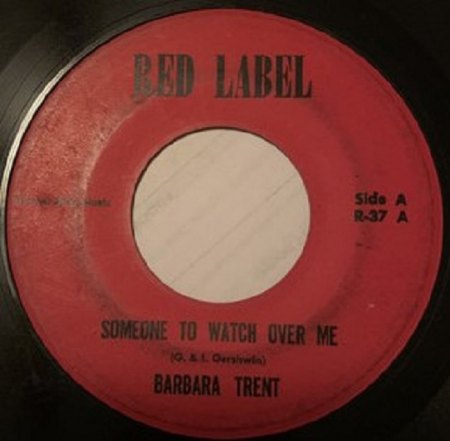 RED LABEL
Side A
R-37 A
SOMEONE TO WATCH OVER ME
(G. & I. Gershwin)
BARBARA TRENT